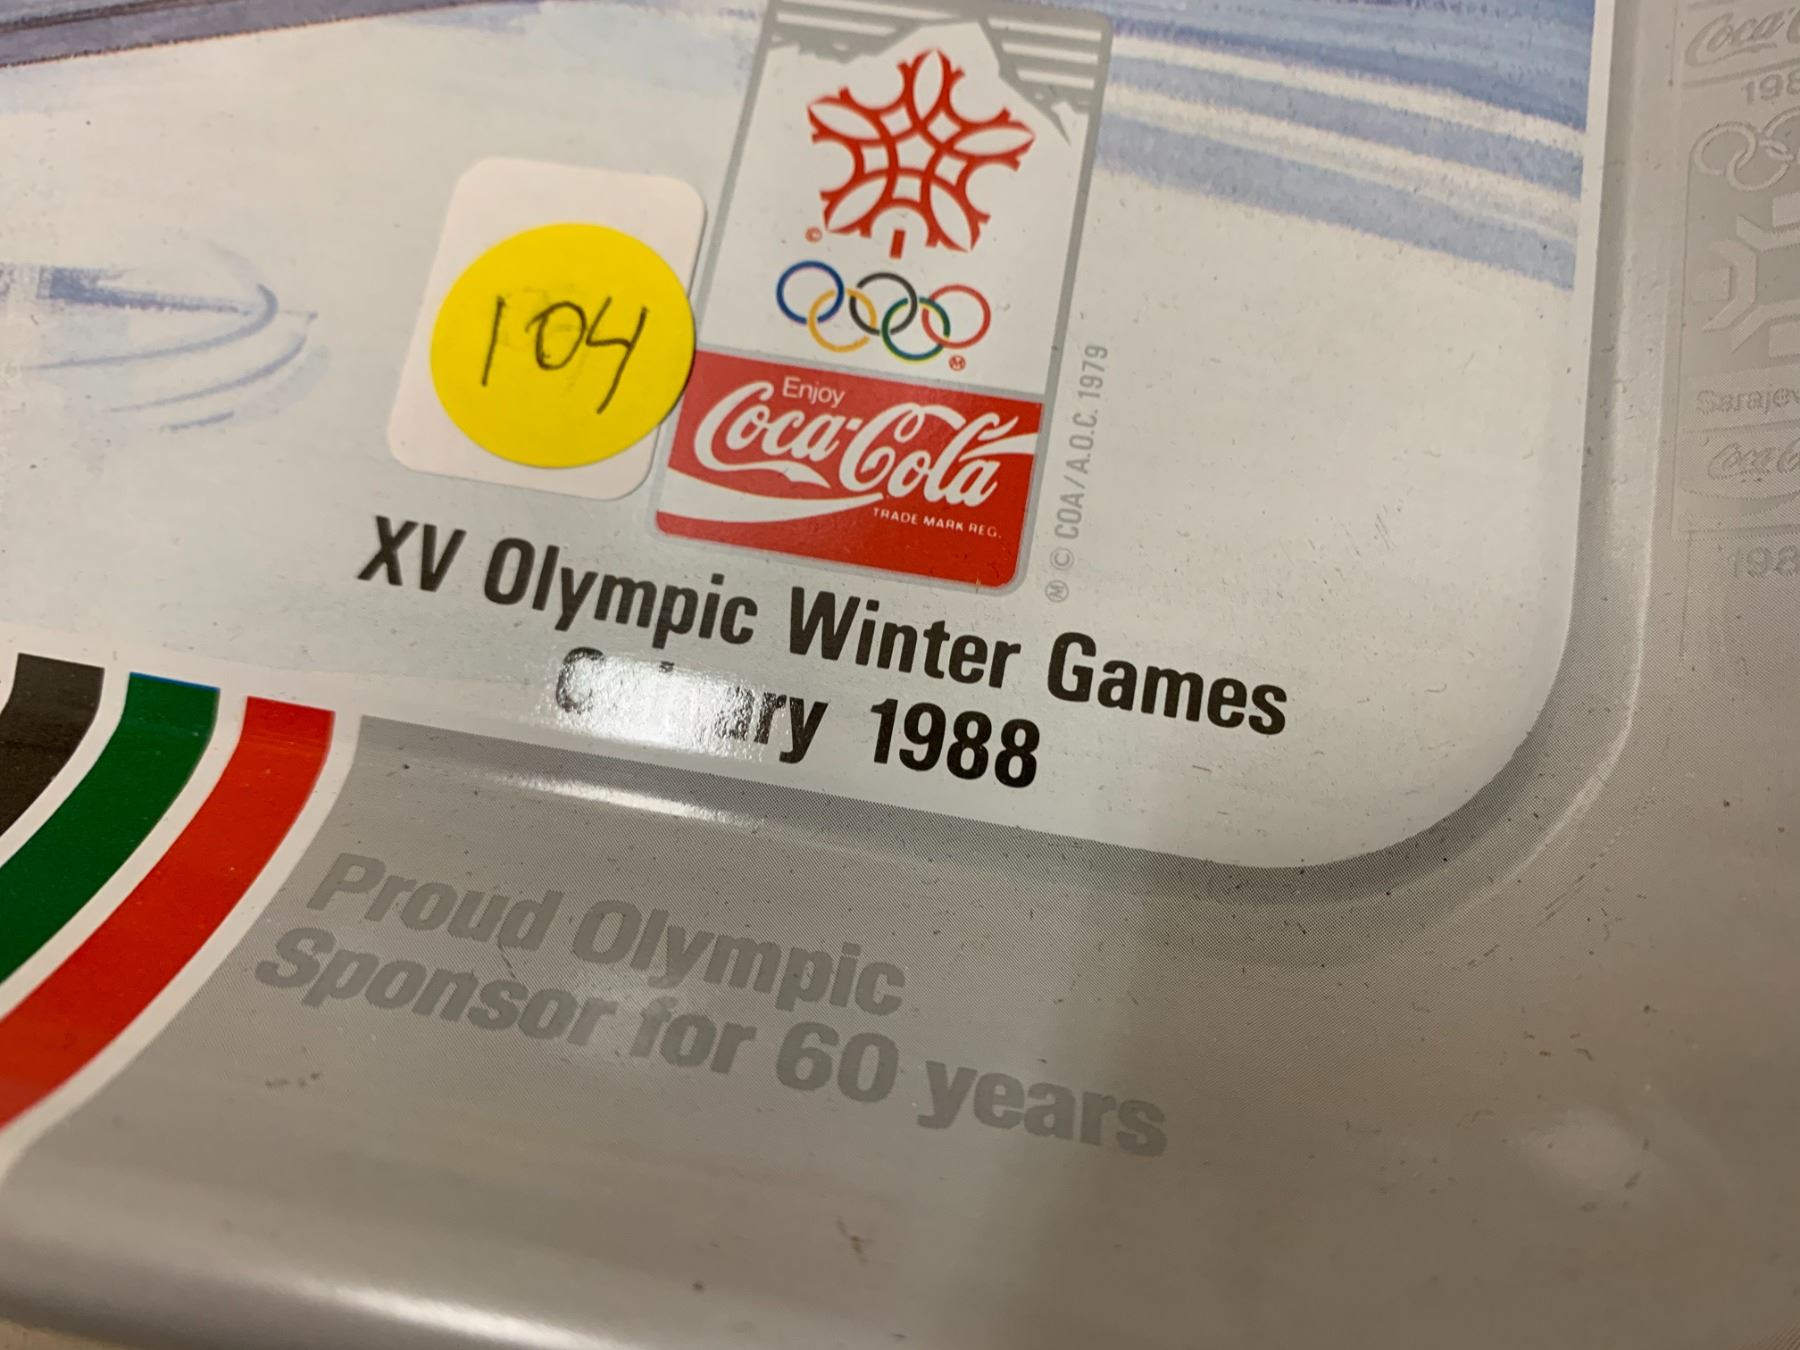 104
Enjoy
Coca-Cola
TRADE MARK REG.
© COA/A.O.C. 1979
XV Olympic Winter Games
1988
Proud Olympic
Sponsor for 60 years
Coca